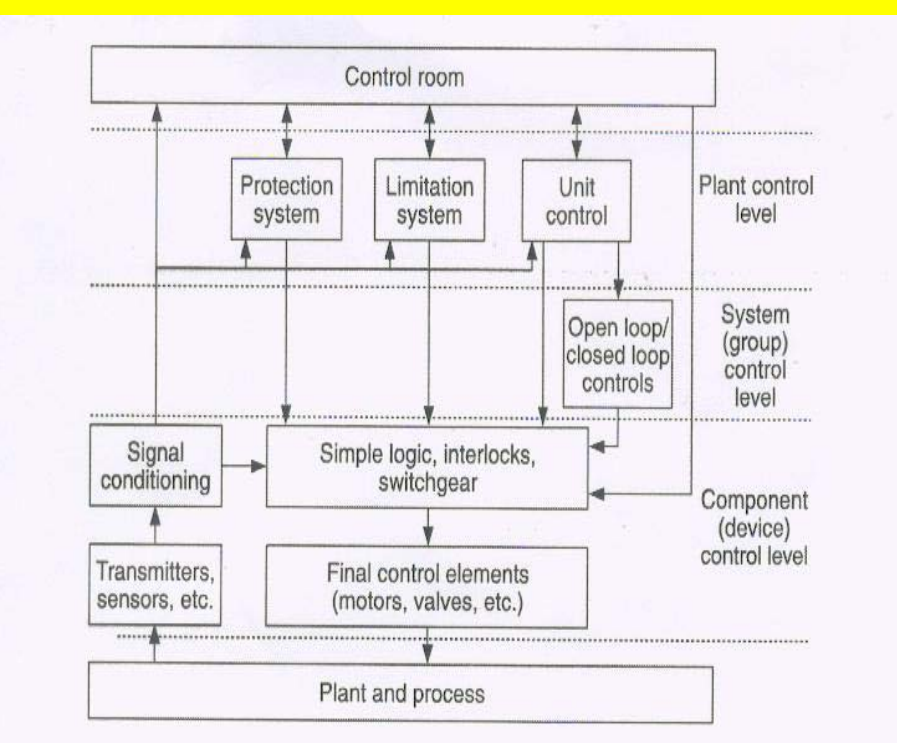 Control room
Protection
system
Limitation
system
Unit
control
Plant control
level
Open loop/
closed loop
controls
System
(group)
control
level
Signal
conditioning
Simple logic, interlocks,
switchgear
Component
(device)
control level
Transmitters,
sensors, etc.
Final control elements
(motors, valves, etc.)
Plant and process